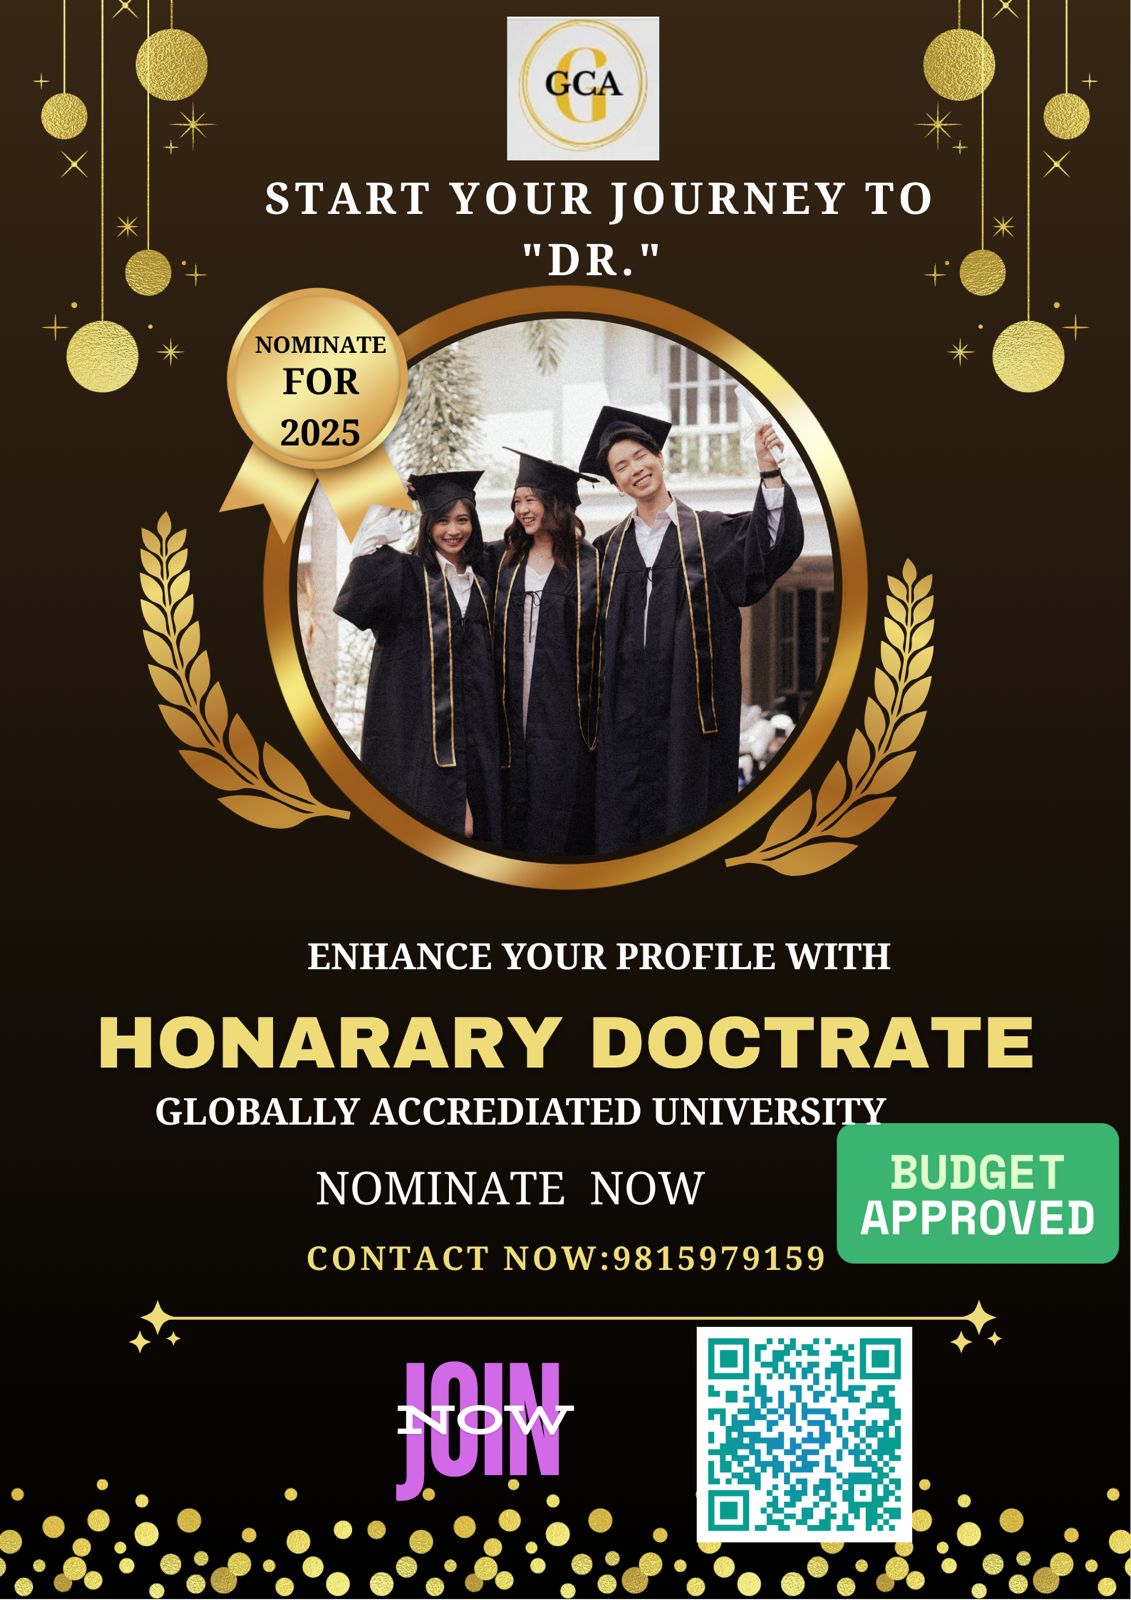 GCA
START YOUR JOURNEY TO
"DR."
NOMINATE
FOR
2025
ENHANCE YOUR PROFILE WITH
HONARARY DOCTRATE
GLOBALLY ACCREDIATED UNIVERSITY
NOMINATE NOW
BUDGET
APPROVED
CONTACT NOW:9815979159
JOIN
NOW